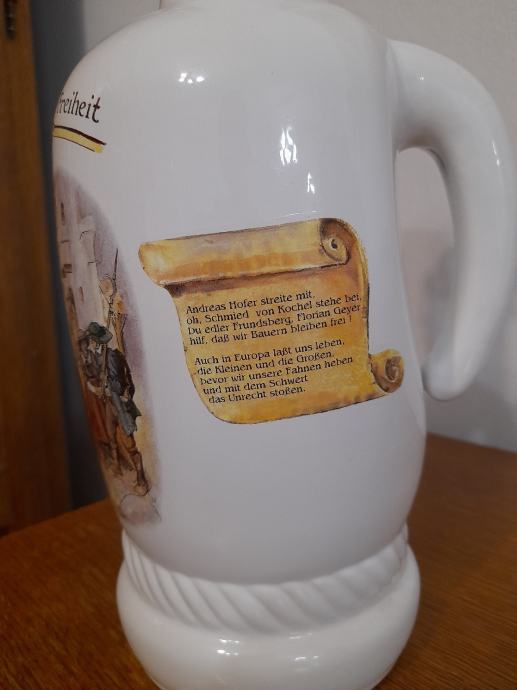 Freiheit
Andreas Hofer streite mit,
oh, Schmied von Kochel stehe bei,
Du edler Frundsberg, Florian Geyer
hilf, daß wir Bauern bleiben frei !
Auch in Europa laßt uns leben,
die Kleinen und die Großen,
bevor wir unsere Fahnen heben
und mit dem Schwert
das Unrecht stoßen.